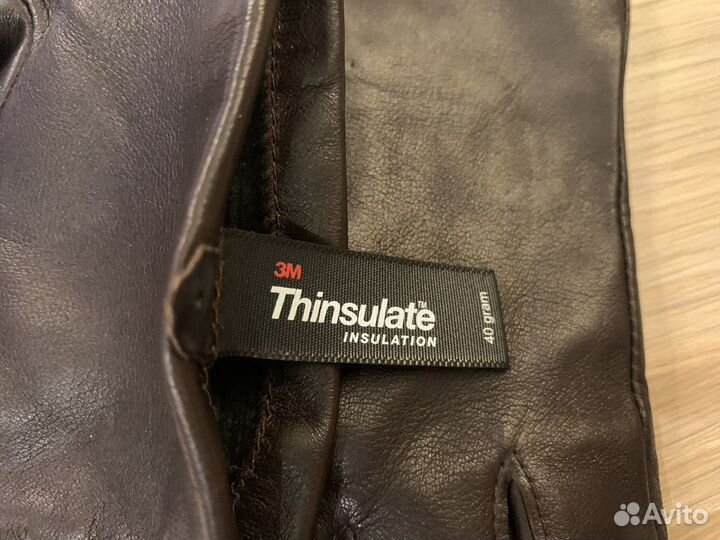 3M
Thinsulate™
INSULATION
40 gram
Avito